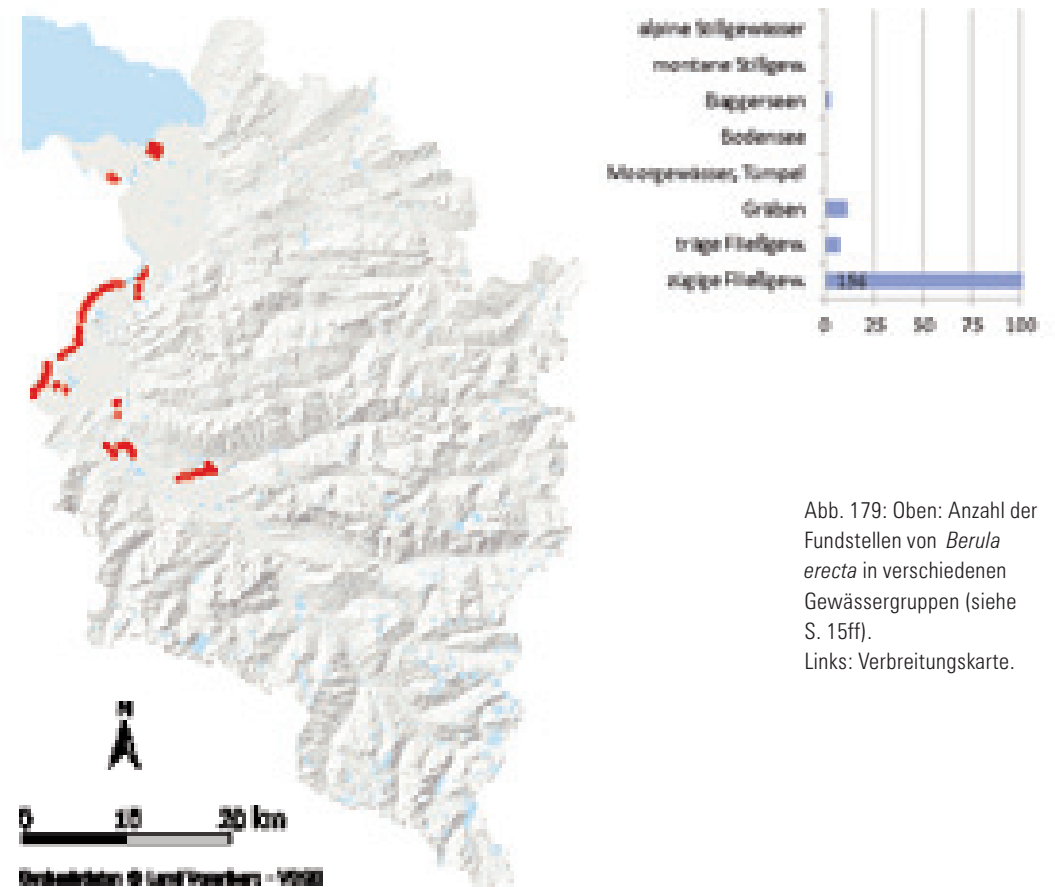 alpine Stillgewässer
montane Stillgew.
Baggerseen
Bodensee
Moorgewässer, Tümpel
Gräben
träge Fließgew.
zügige Fließgew.
0 25 50 75 100
Abb. 179: Oben: Anzahl der
Fundstellen von Berula
erecta in verschiedenen
Gewässergruppen (siehe
S. 15ff).
Links: Verbreitungskarte.
N
0 10 20 km